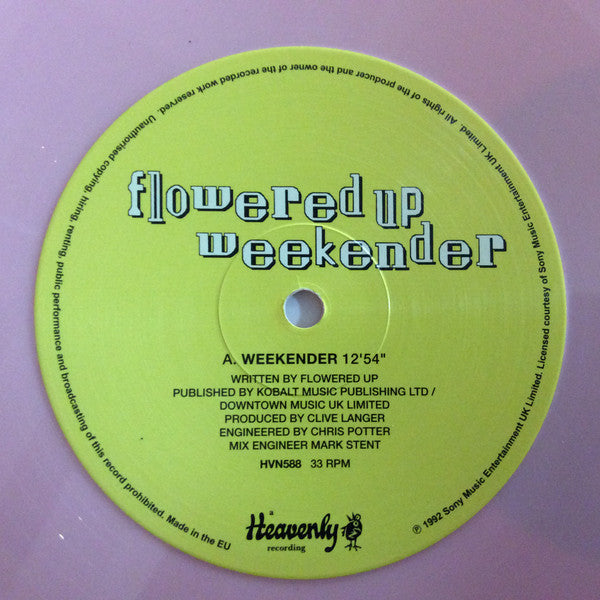 flowered up
weekender
A. WEEKENDER 12'54"
WRITTEN BY FLOWERED UP
PUBLISHED BY KOBALT MUSIC PUBLISHING LTD /
DOWNTOWN MUSIC UK LIMITED
PRODUCED BY CLIVE LANGER
ENGINEERED BY CHRIS POTTER
MIX ENGINEER MARK STENT
HVN588 33 RPM
a
Heavenly
recording
℗ 1992 Sony Music Entertainment UK Limited. Licensed courtesy of Sony Music Entertainment UK Limited. All rights of the producer and the owner of the recorded work reserved. Unauthorised copying, hiring, renting, public performance and broadcasting of this record prohibited. Made in the EU